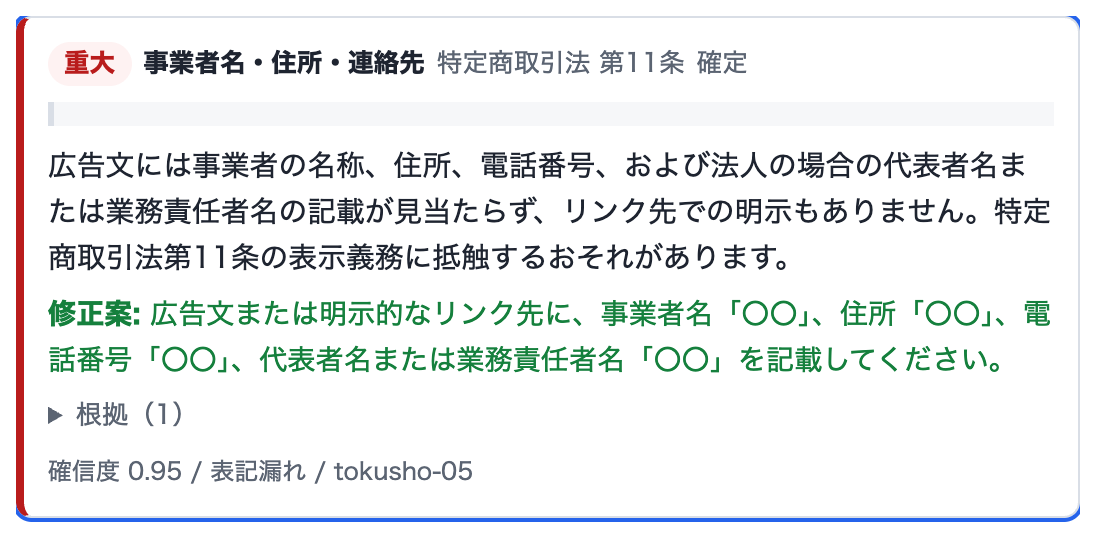 重大 事業者名・住所・連絡先 特定商取引法 第11条 確定
広告文には事業者の名称、住所、電話番号、および法人の場合の代表者名ま
たは業務責任者名の記載が見当たらず、リンク先での明示もありません。特定
商取引法第11条の表示義務に抵触するおそれがあります。
修正案: 広告文または明示的なリンク先に、事業者名「〇〇」、住所「〇〇」、電
話番号「〇〇」、代表者名または業務責任者名「〇〇」を記載してください。
▶ 根拠（1）
確信度 0.95 / 表記漏れ / tokusho-05